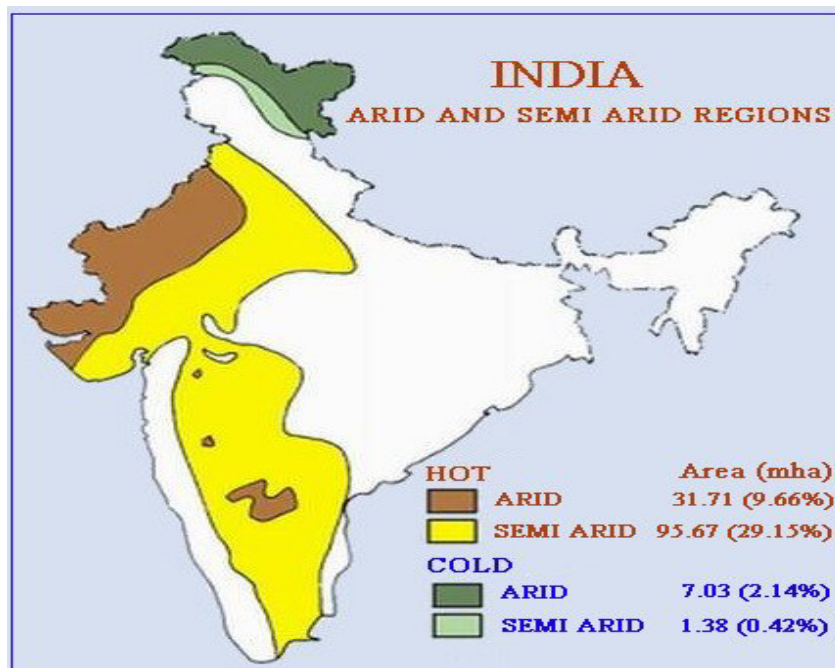 INDIA
ARID AND SEMI ARID REGIONS
HOT Area (mha)
ARID 31.71 (9.66%)
SEMI ARID 95.67 (29.15%)
COLD
ARID 7.03 (2.14%)
SEMI ARID 1.38 (0.42%)